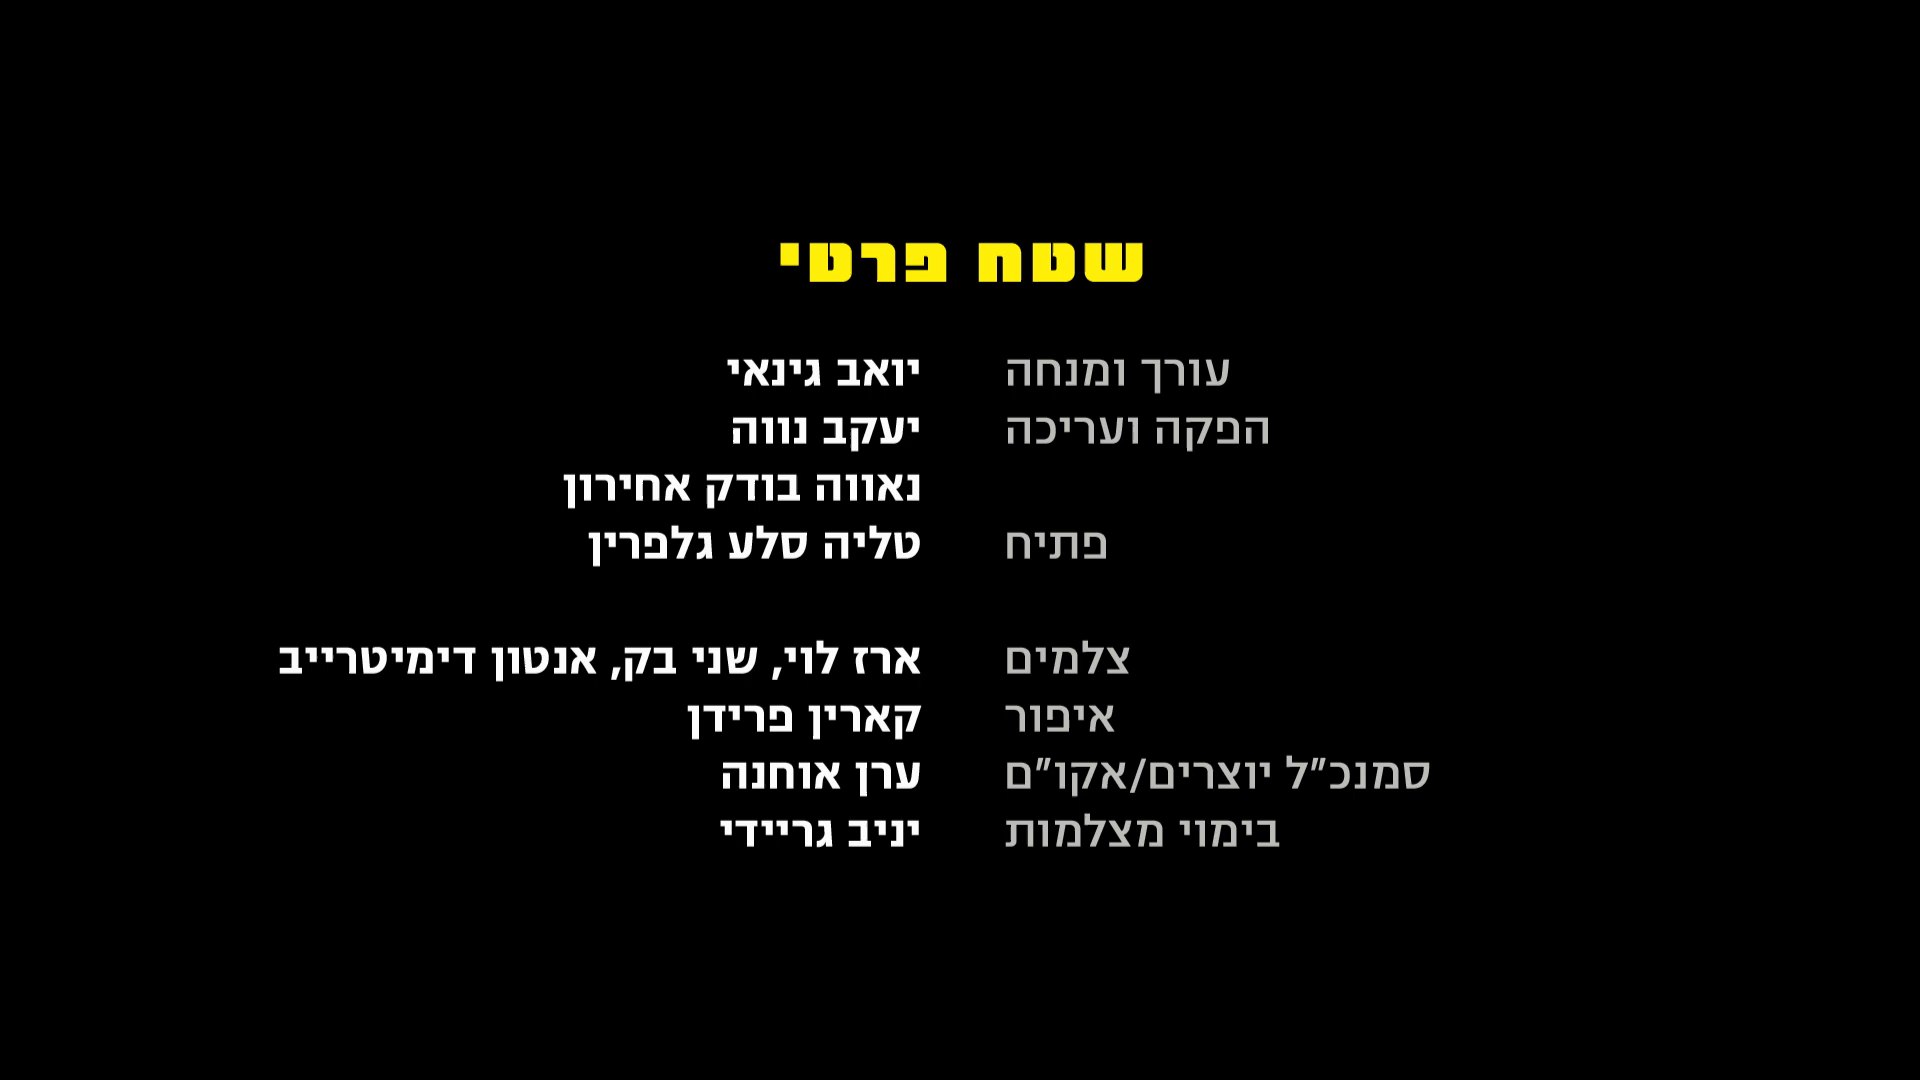 שטח פרטי
עורך ומנחה יואב גינאי
הפקה ועריכה יעקב נווה
נאווה בודק אחירון
פתיח טליה סלע גלפרין
צלמים ארז לוי, שני בק, אנטון דימיטרייב
איפור קארין פרידן
סמנכ"ל יוצרים/אקו"ם ערן אוחנה
בימוי מצלמות יניב גריידי